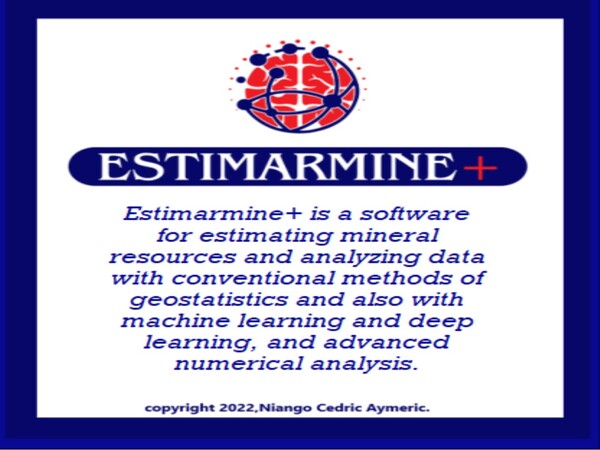 ESTIMARMINE+
Estimarmine+ is a software
for estimating mineral
resources and analyzing data
with conventional methods of
geostatistics and also with
machine learning and deep
learning, and advanced
numerical analysis.
copyright 2022,Niango Cedric Aymeric.